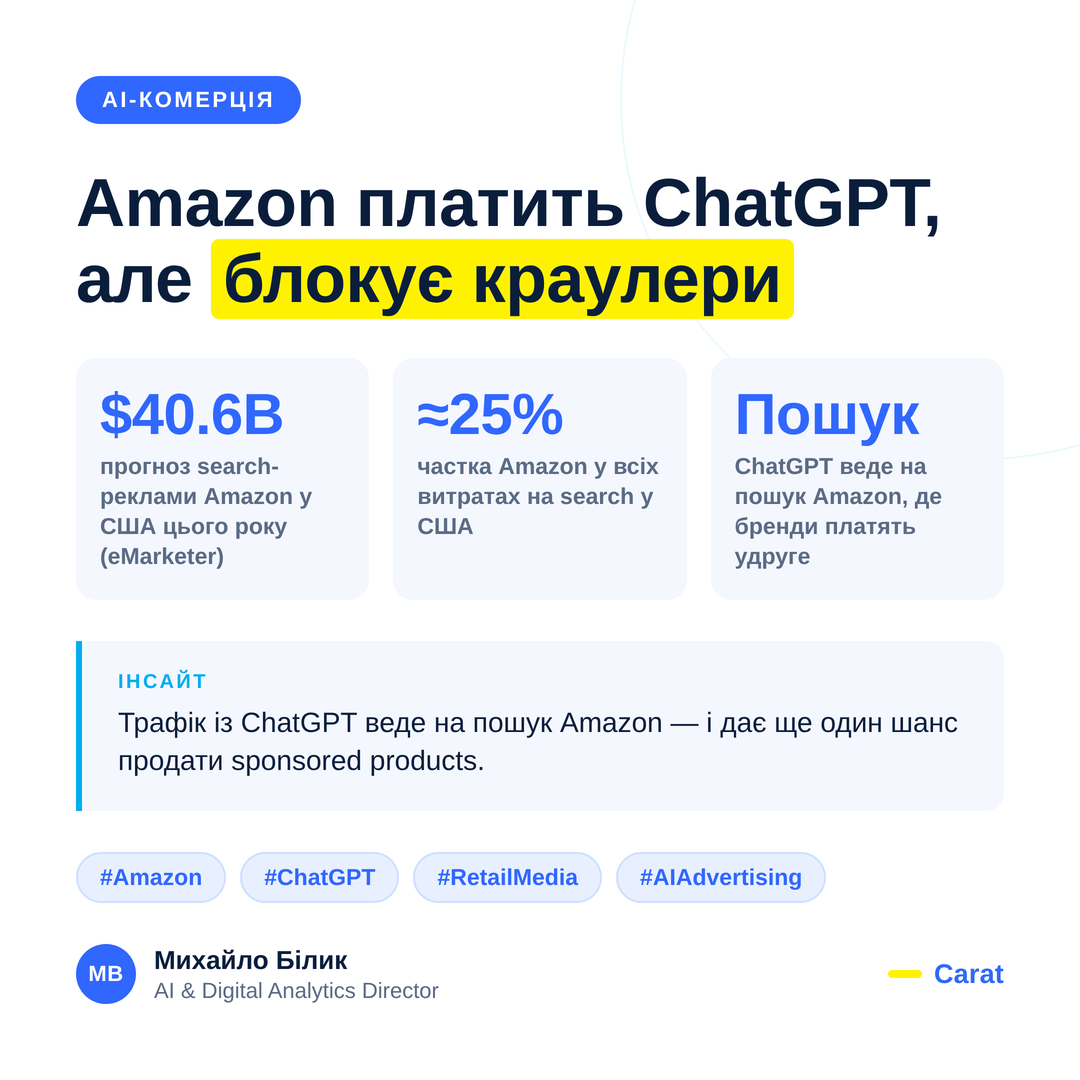 AI-КОМЕРЦІЯ
Amazon платить ChatGPT,
але блокує краулери
$40.6B
прогноз search-
реклами Amazon у
США цього року
(eMarketer)
≈25%
частка Amazon у всіх
витратах на search у
США
Пошук
ChatGPT веде на
пошук Amazon, де
бренди платять
удруге
ІНСАЙТ
Трафік із ChatGPT веде на пошук Amazon — і дає ще один шанс
продати sponsored products.
#Amazon
#ChatGPT
#RetailMedia
#AIAdvertising
МВ
Михайло Білик
AI & Digital Analytics Director
Carat